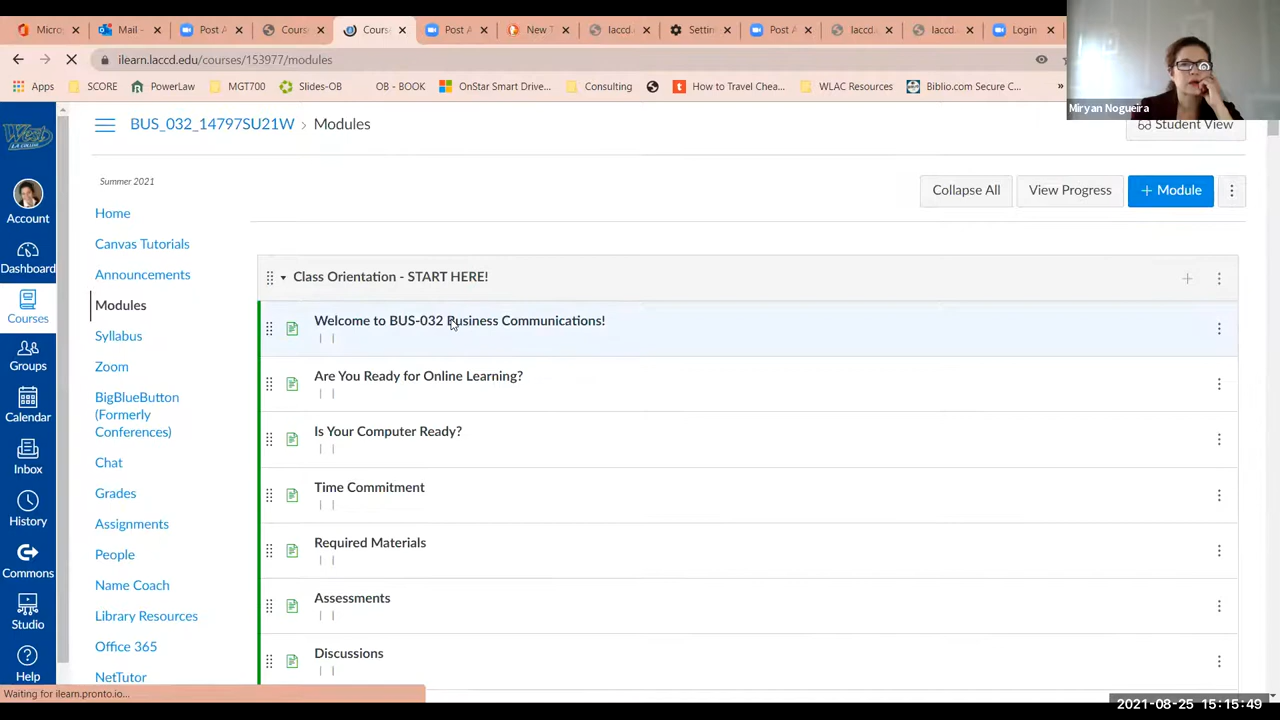 Micro:
Mail -
Post A
Cours
Cours
Post A
New T
laccd.
Settin
Post A
laccd.
laccd.
Login
ilearn.laccd.edu/courses/153977/modules
Apps
SCORE
PowerLaw
MGT700
Slides-OB
OB - BOOK
OnStar Smart Drive...
Consulting
How to Travel Chea...
WLAC Resources
Biblio.com Secure C...
»
Miryan Nogueira
West
BUS_032_14797SU21W › Modules
Student View
Summer 2021
Collapse All
View Progress
+ Module
Account
Dashboard
Courses
Groups
Calendar
Inbox
History
Commons
Studio
Help
Home
Canvas Tutorials
Announcements
Modules
Syllabus
Zoom
BigBlueButton
(Formerly
Conferences)
Chat
Grades
Assignments
People
Name Coach
Library Resources
Office 365
NetTutor
Class Orientation - START HERE!
Welcome to BUS-032 Business Communications!
Are You Ready for Online Learning?
Is Your Computer Ready?
Time Commitment
Required Materials
Assessments
Discussions
Waiting for ilearn.pronto.io...
2021-08-25 15:15:49